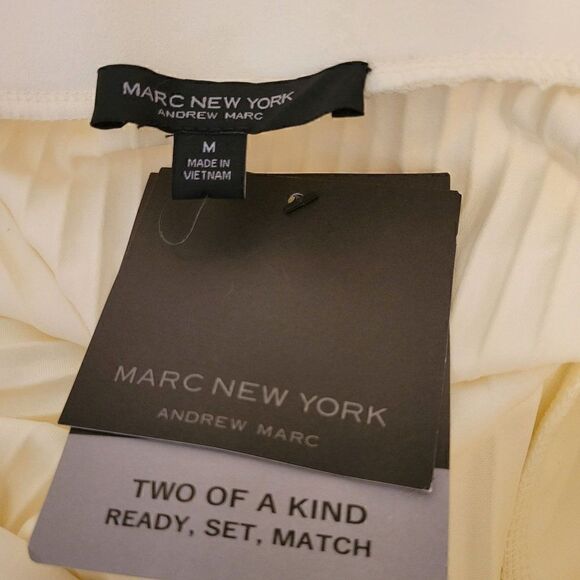 MARC NEW YORK
ANDREW MARC
M
MADE IN
VIETNAM
MARC NEW YORK
ANDREW MARC
TWO OF A KIND
READY, SET, MATCH